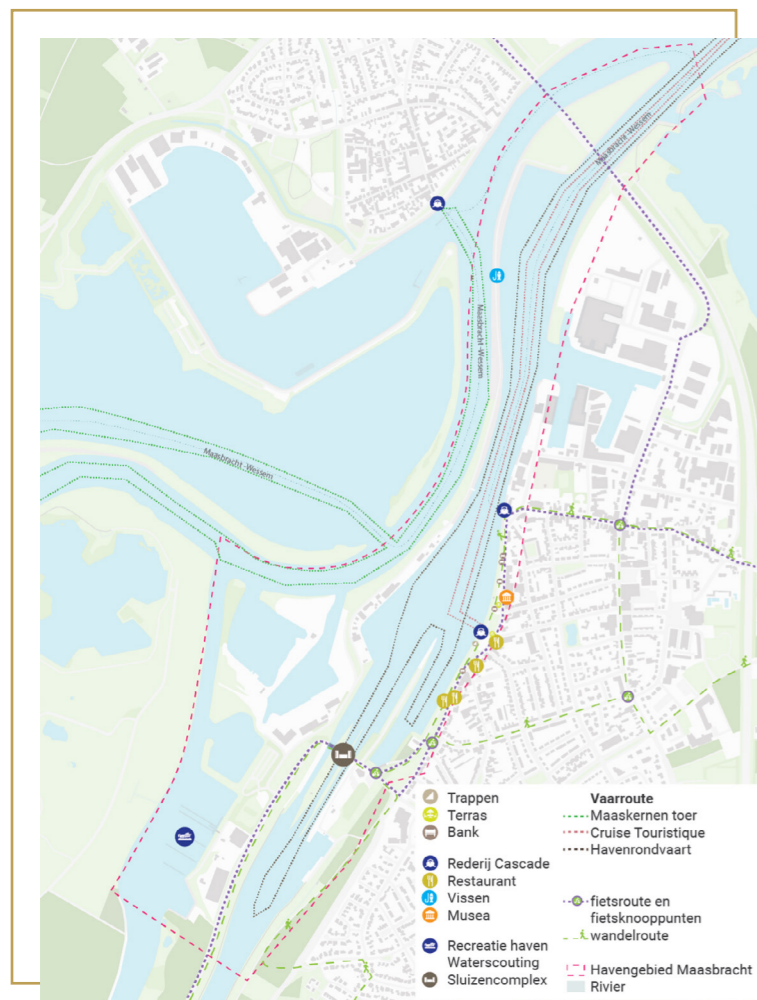 Maasbracht-Wessem
Maasbracht-Wessem
Maasbracht-Wessem
Trappen
Terras
Bank
Rederij Cascade
Restaurant
Vissen
Musea
Recreatie haven
Waterscouting
Sluizencomplex
Vaarroute
Maaskernen toer
Cruise Touristique
Havenrondvaart
fietsroute en
fietsknooppunten
wandelroute
Havengebied Maasbracht
Rivier